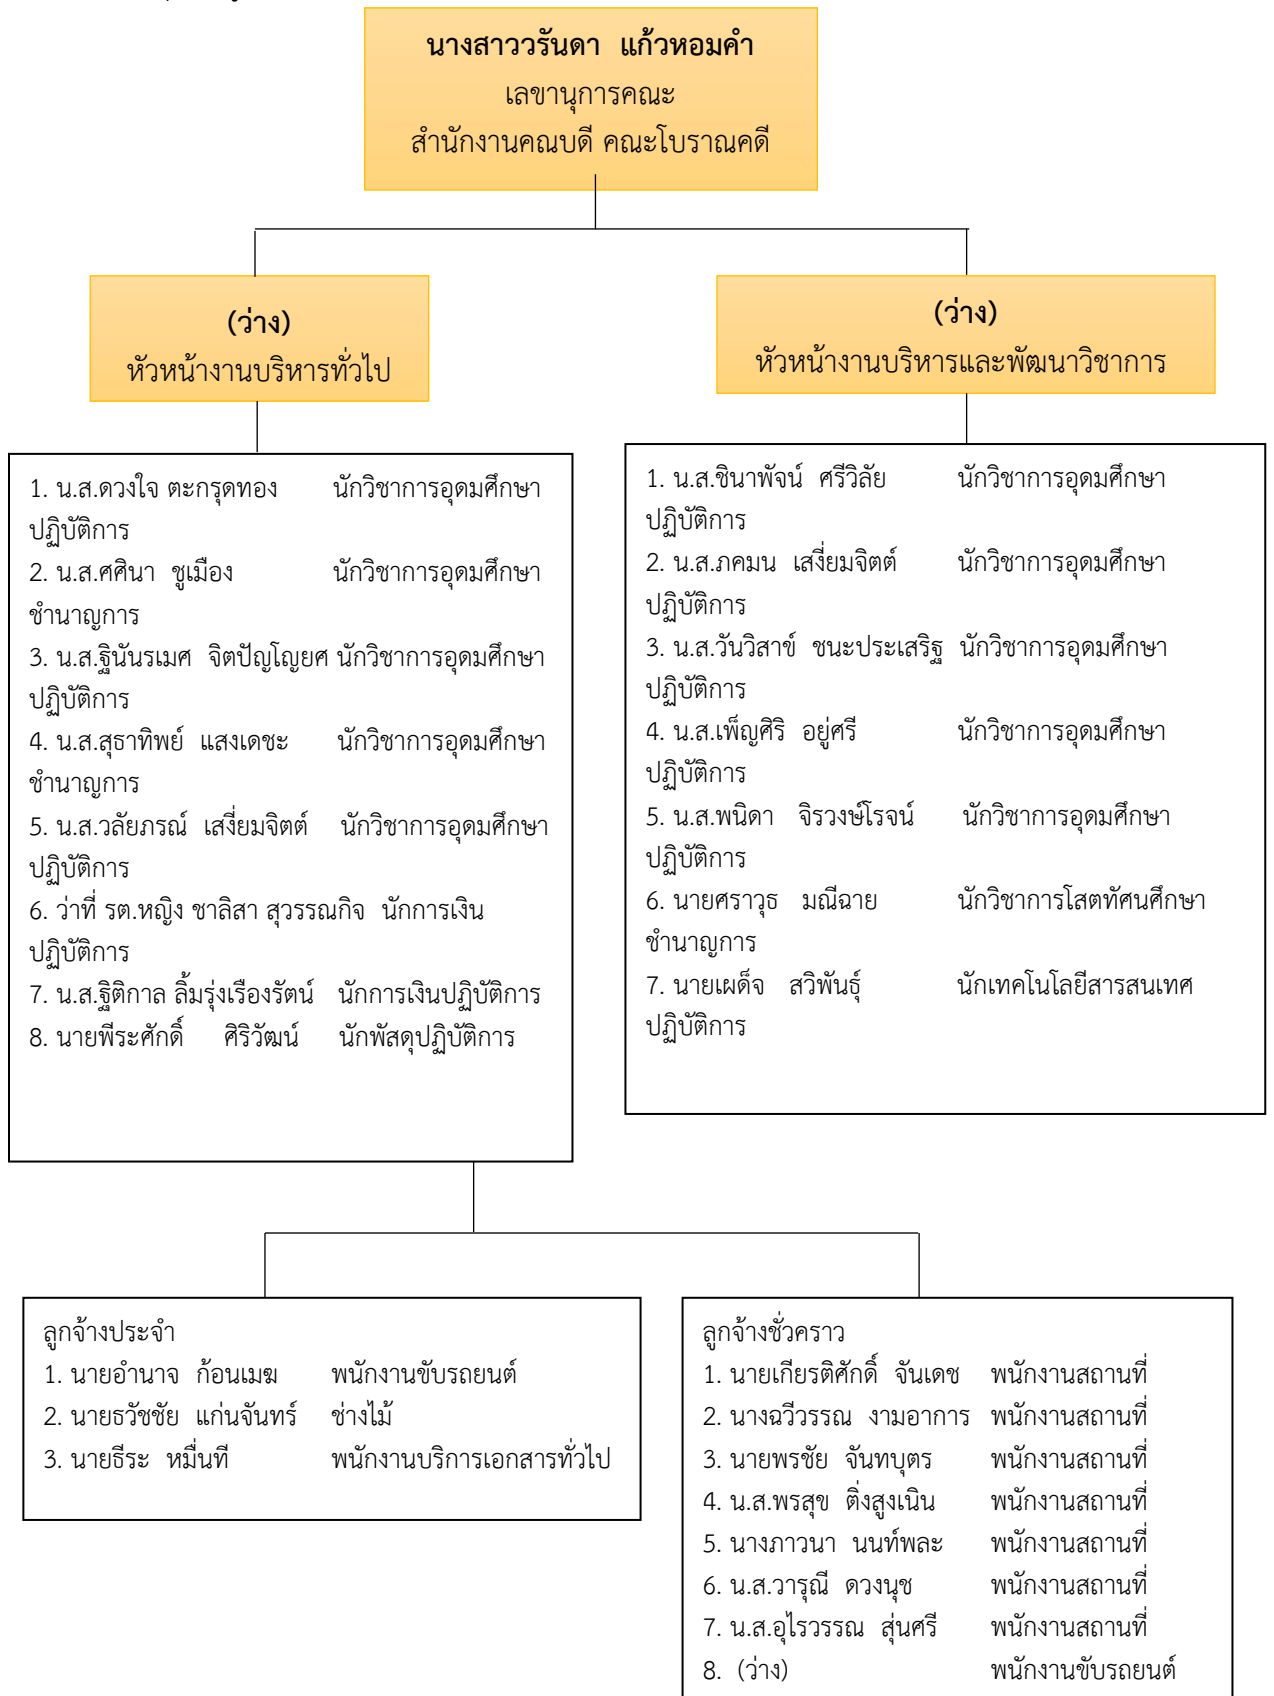 นางสาววรันดา แก้วหอมคำ
เลขานุการคณะ
สำนักงานคณบดี คณะโบราณคดี
(ว่าง)
หัวหน้างานบริหารทั่วไป
(ว่าง)
หัวหน้างานบริหารและพัฒนาวิชาการ
1. น.ส.ดวงใจ ตะกรุดทอง นักวิชาการอุดมศึกษา
ปฏิบัติการ
2. น.ส.ศศินา ชูเมือง นักวิชาการอุดมศึกษา
ชำนาญการ
3. น.ส.ฐินันรเมศ จิตปัญโญยศ นักวิชาการอุดมศึกษา
ปฏิบัติการ
4. น.ส.สุธาทิพย์ แสงเดชะ นักวิชาการอุดมศึกษา
ชำนาญการ
5. น.ส.วลัยภรณ์ เสงี่ยมจิตต์ นักวิชาการอุดมศึกษา
ปฏิบัติการ
6. ว่าที่ รต.หญิง ชาลิสา สุวรรณกิจ นักการเงิน
ปฏิบัติการ
7. น.ส.ฐิติกาล ลิ้มรุ่งเรืองรัตน์ นักการเงินปฏิบัติการ
8. นายพีระศักดิ์ ศิริวัฒน์ นักพัสดุปฏิบัติการ
1. น.ส.ชินาพัจน์ ศรีวิลัย นักวิชาการอุดมศึกษา
ปฏิบัติการ
2. น.ส.ภคมน เสงี่ยมจิตต์ นักวิชาการอุดมศึกษา
ปฏิบัติการ
3. น.ส.วันวิสาข์ ชนะประเสริฐ นักวิชาการอุดมศึกษา
ปฏิบัติการ
4. น.ส.เพ็ญศิริ อยู่ศรี นักวิชาการอุดมศึกษา
ปฏิบัติการ
5. น.ส.พนิดา จิรวงษ์โรจน์ นักวิชาการอุดมศึกษา
ปฏิบัติการ
6. นายศราวุธ มณีฉาย นักวิชาการโสตทัศนศึกษา
ชำนาญการ
7. นายเผด็จ สวิพันธุ์ นักเทคโนโลยีสารสนเทศ
ปฏิบัติการ
ลูกจ้างประจำ
1. นายอำนาจ ก้อนเมฆ พนักงานขับรถยนต์
2. นายธวัชชัย แก่นจันทร์ ช่างไม้
3. นายธีระ หมื่นที พนักงานบริการเอกสารทั่วไป
ลูกจ้างชั่วคราว
1. นายเกียรติศักดิ์ จันเดช พนักงานสถานที่
2. นางฉวีวรรณ งามอาการ พนักงานสถานที่
3. นายพรชัย จันทบุตร พนักงานสถานที่
4. น.ส.พรสุข ติ่งสูงเนิน พนักงานสถานที่
5. นางภาวนา นนท์พละ พนักงานสถานที่
6. น.ส.วารุณี ดวงนุช พนักงานสถานที่
7. น.ส.อุไรวรรณ สุ่นศรี พนักงานสถานที่
8. (ว่าง) พนักงานขับรถยนต์